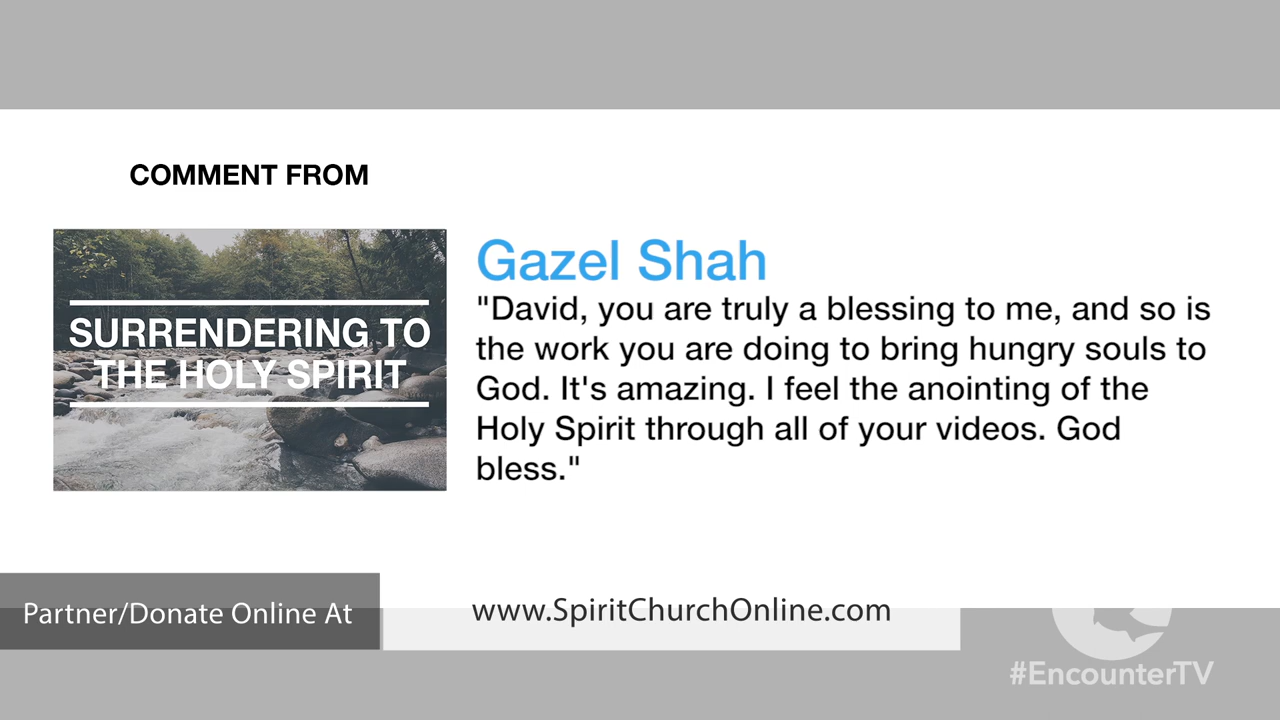 COMMENT FROM
SURRENDERING TO
THE HOLY SPIRIT
Gazel Shah
"David, you are truly a blessing to me, and so is
the work you are doing to bring hungry souls to
God. It's amazing. I feel the anointing of the
Holy Spirit through all of your videos. God
bless."
Partner/Donate Online At
www.SpiritChurchOnline.com
#EncounterTV